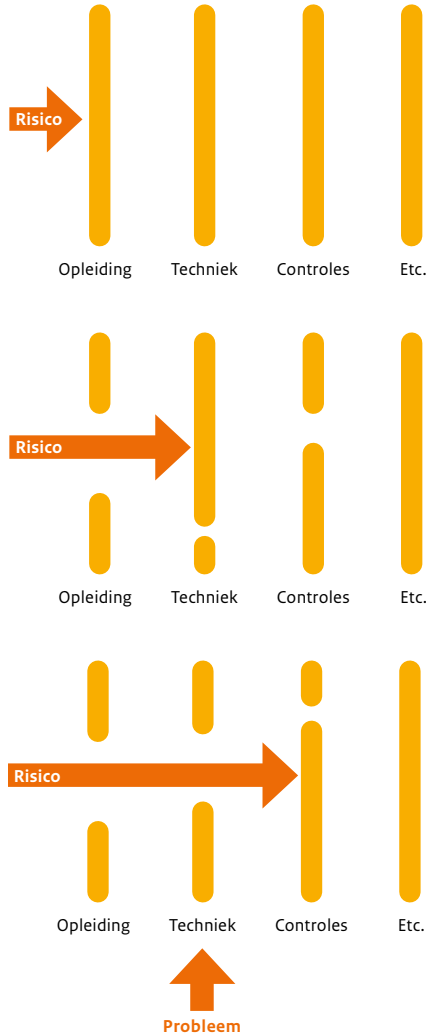 Risico
Opleiding Techniek Controles Etc.
Risico
Opleiding Techniek Controles Etc.
Risico
Opleiding Techniek Controles Etc.
Probleem